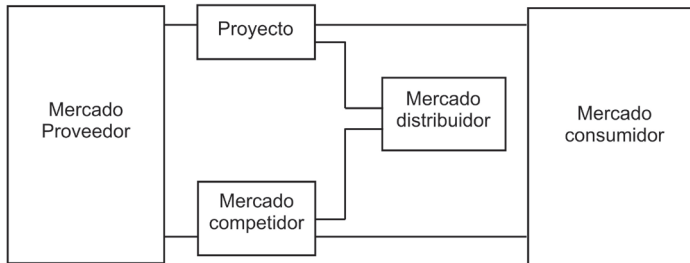 Proyecto
Mercado
Proveedor
Mercado
distribuidor
Mercado
consumidor
Mercado
competidor